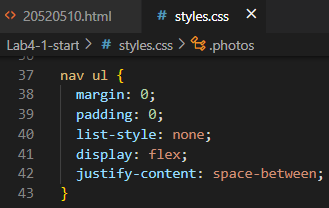 20520510.html
# styles.css
Lab4-1-start > # styles.css > .photos
37 nav ul {
38 margin: 0;
39 padding: 0;
40 list-style: none;
41 display: flex;
42 justify-content: space-between;
43 }